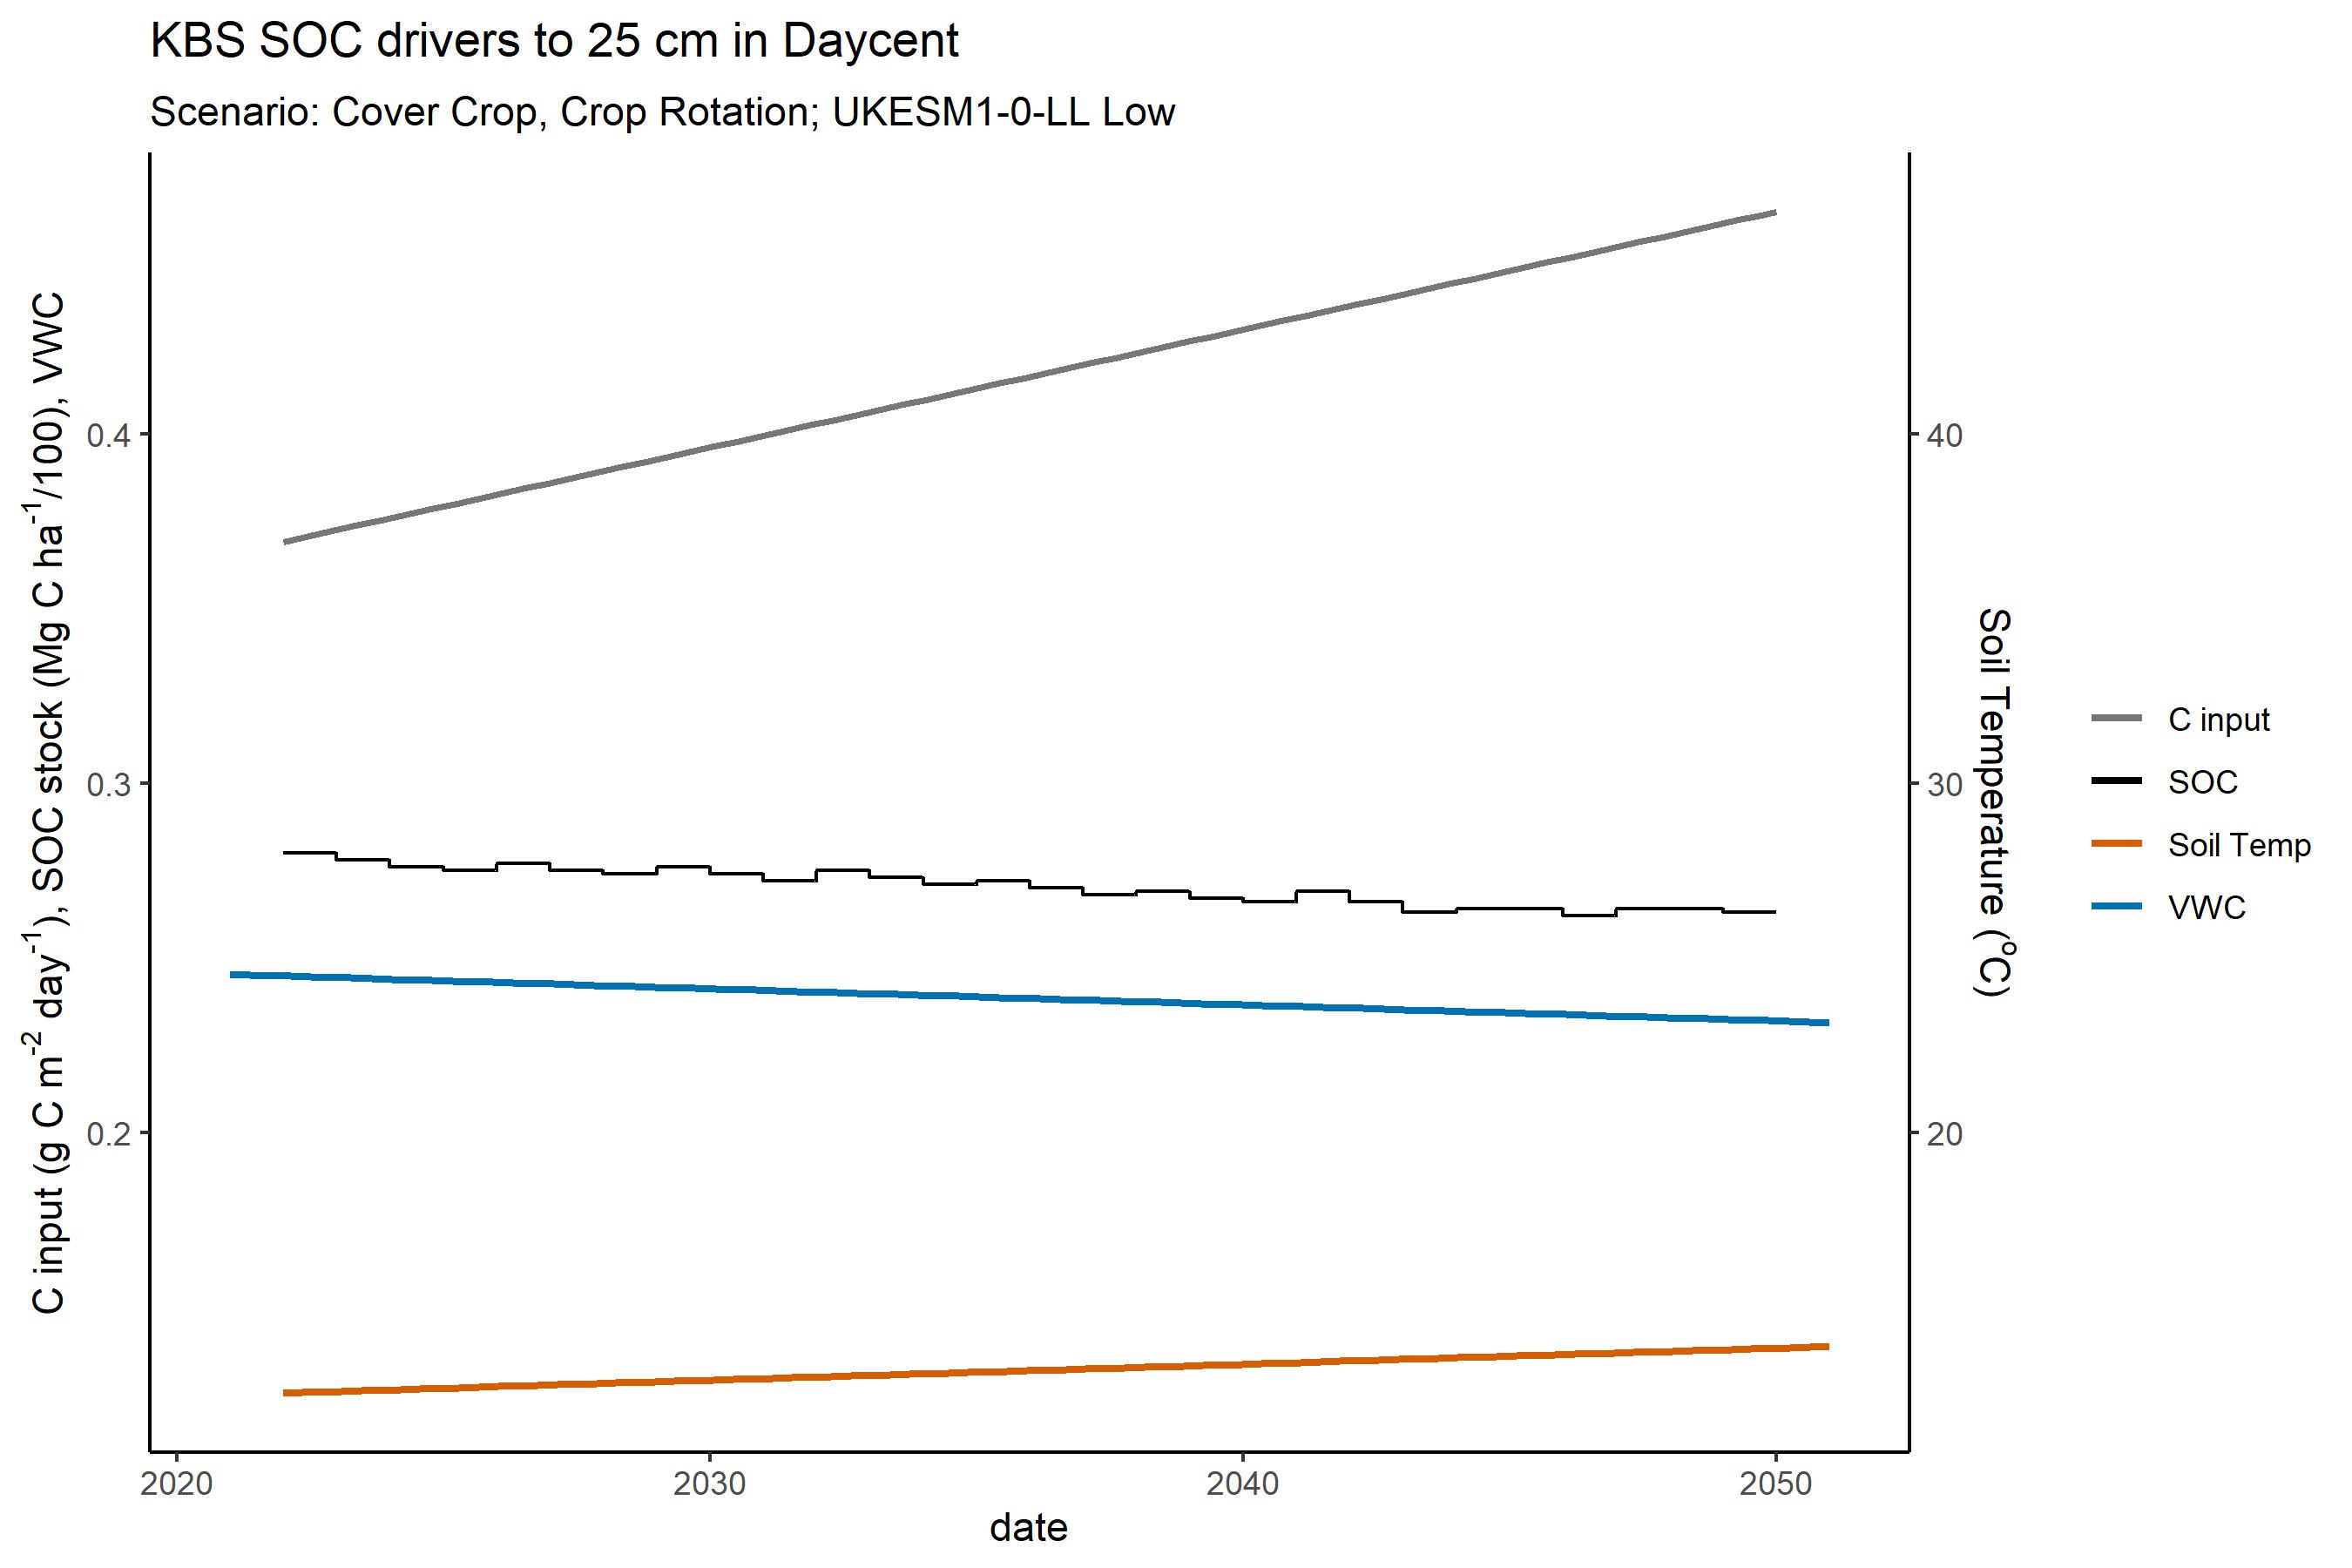 KBS SOC drivers to 25 cm in Daycent
Scenario: Cover Crop, Crop Rotation; UKESM1-0-LL Low
C input (g C m⁻² day⁻¹), SOC stock (Mg C ha⁻¹/100), VWC
0.4
0.3
0.2
40
30
20
Soil Temperature (°C)
C input
SOC
Soil Temp
VWC
2020 2030 2040 2050
date